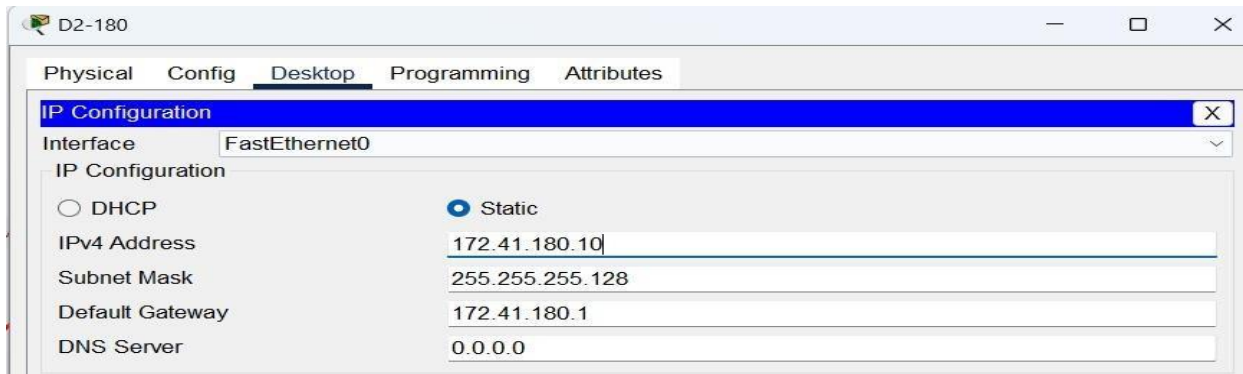 D2-180
Physical Config Desktop Programming Attributes
IP Configuration X
Interface FastEthernet0
IP Configuration
DHCP Static
IPv4 Address 172.41.180.10
Subnet Mask 255.255.255.128
Default Gateway 172.41.180.1
DNS Server 0.0.0.0